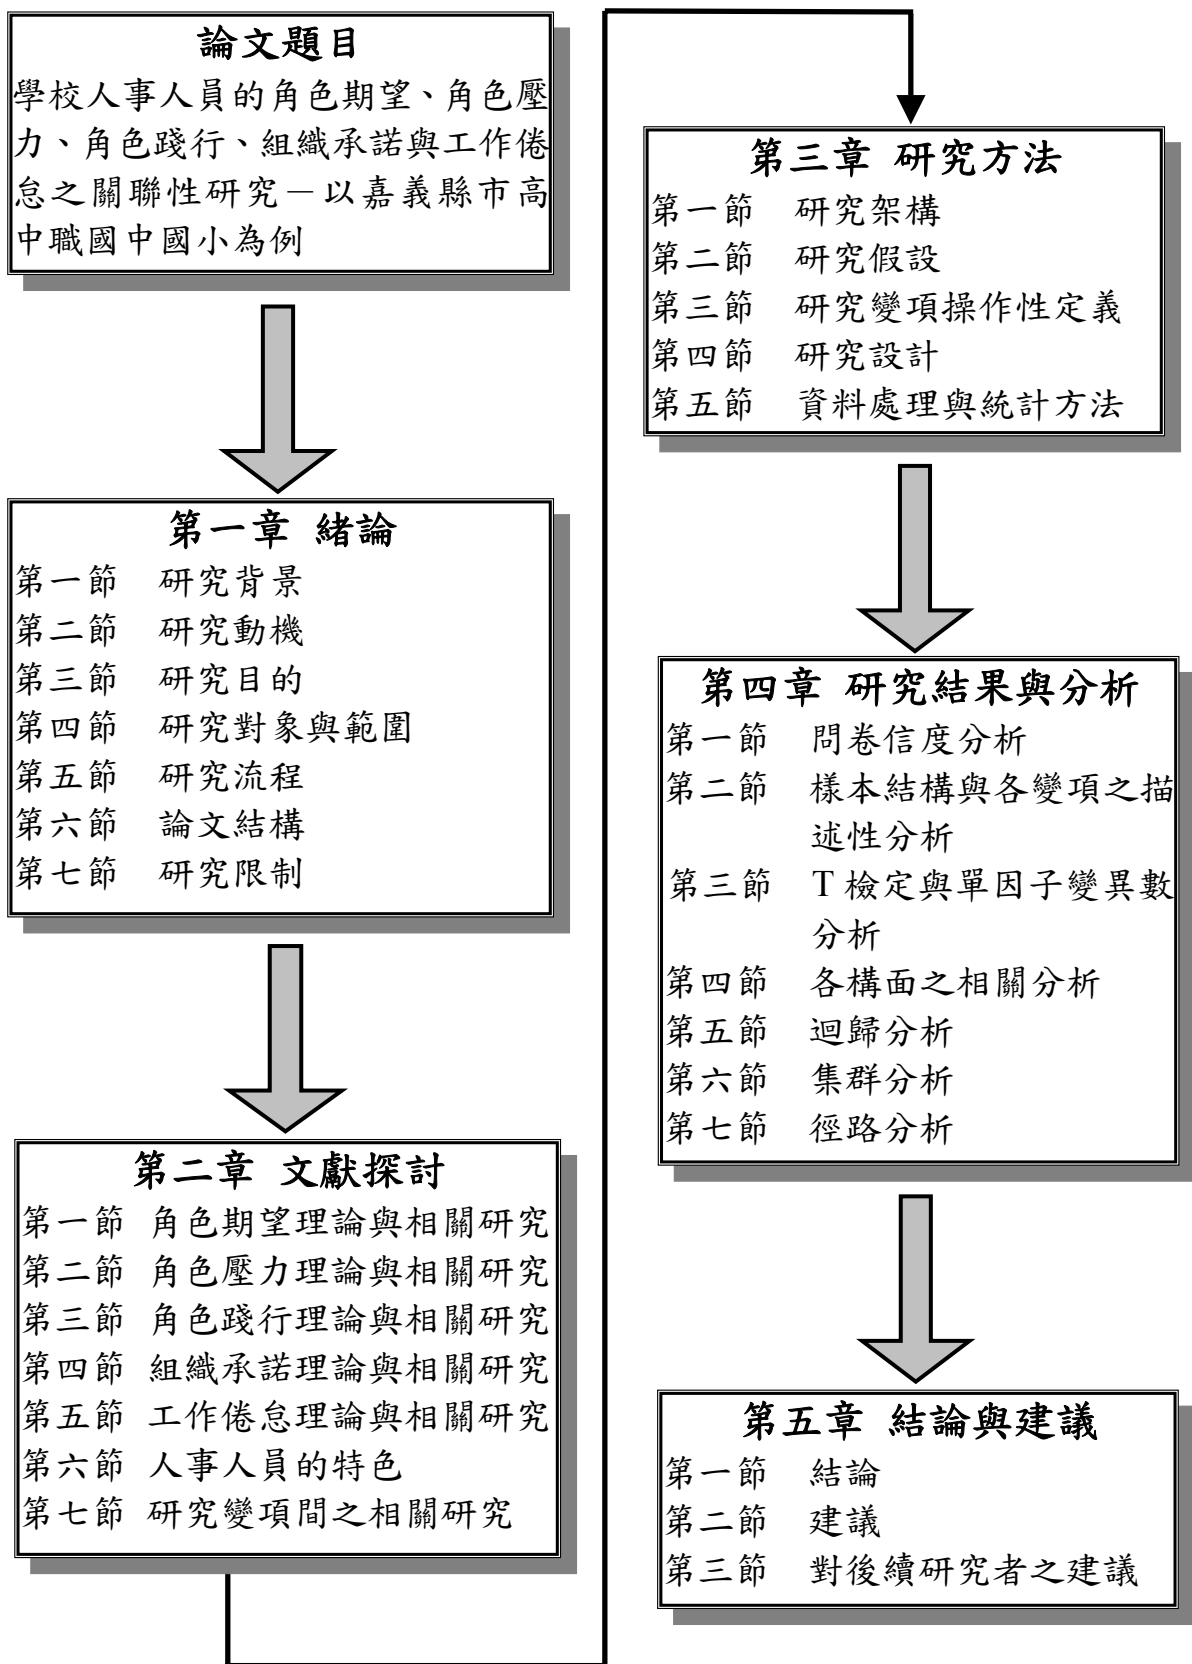 論文題目
學校人事人員的角色期望、角色壓
力、角色踐行、組織承諾與工作倦
怠之關聯性研究－以嘉義縣市高
中職國中國小為例
第一章 緒論
第一節 研究背景
第二節 研究動機
第三節 研究目的
第四節 研究對象與範圍
第五節 研究流程
第六節 論文結構
第七節 研究限制
第二章 文獻探討
第一節 角色期望理論與相關研究
第二節 角色壓力理論與相關研究
第三節 角色踐行理論與相關研究
第四節 組織承諾理論與相關研究
第五節 工作倦怠理論與相關研究
第六節 人事人員的特色
第七節 研究變項間之相關研究
第三章 研究方法
第一節 研究架構
第二節 研究假設
第三節 研究變項操作性定義
第四節 研究設計
第五節 資料處理與統計方法
第四章 研究結果與分析
第一節 問卷信度分析
第二節 樣本結構與各變項之描
述性分析
第三節 T 檢定與單因子變異數
分析
第四節 各構面之相關分析
第五節 迴歸分析
第六節 集群分析
第七節 徑路分析
第五章 結論與建議
第一節 結論
第二節 建議
第三節 對後續研究者之建議